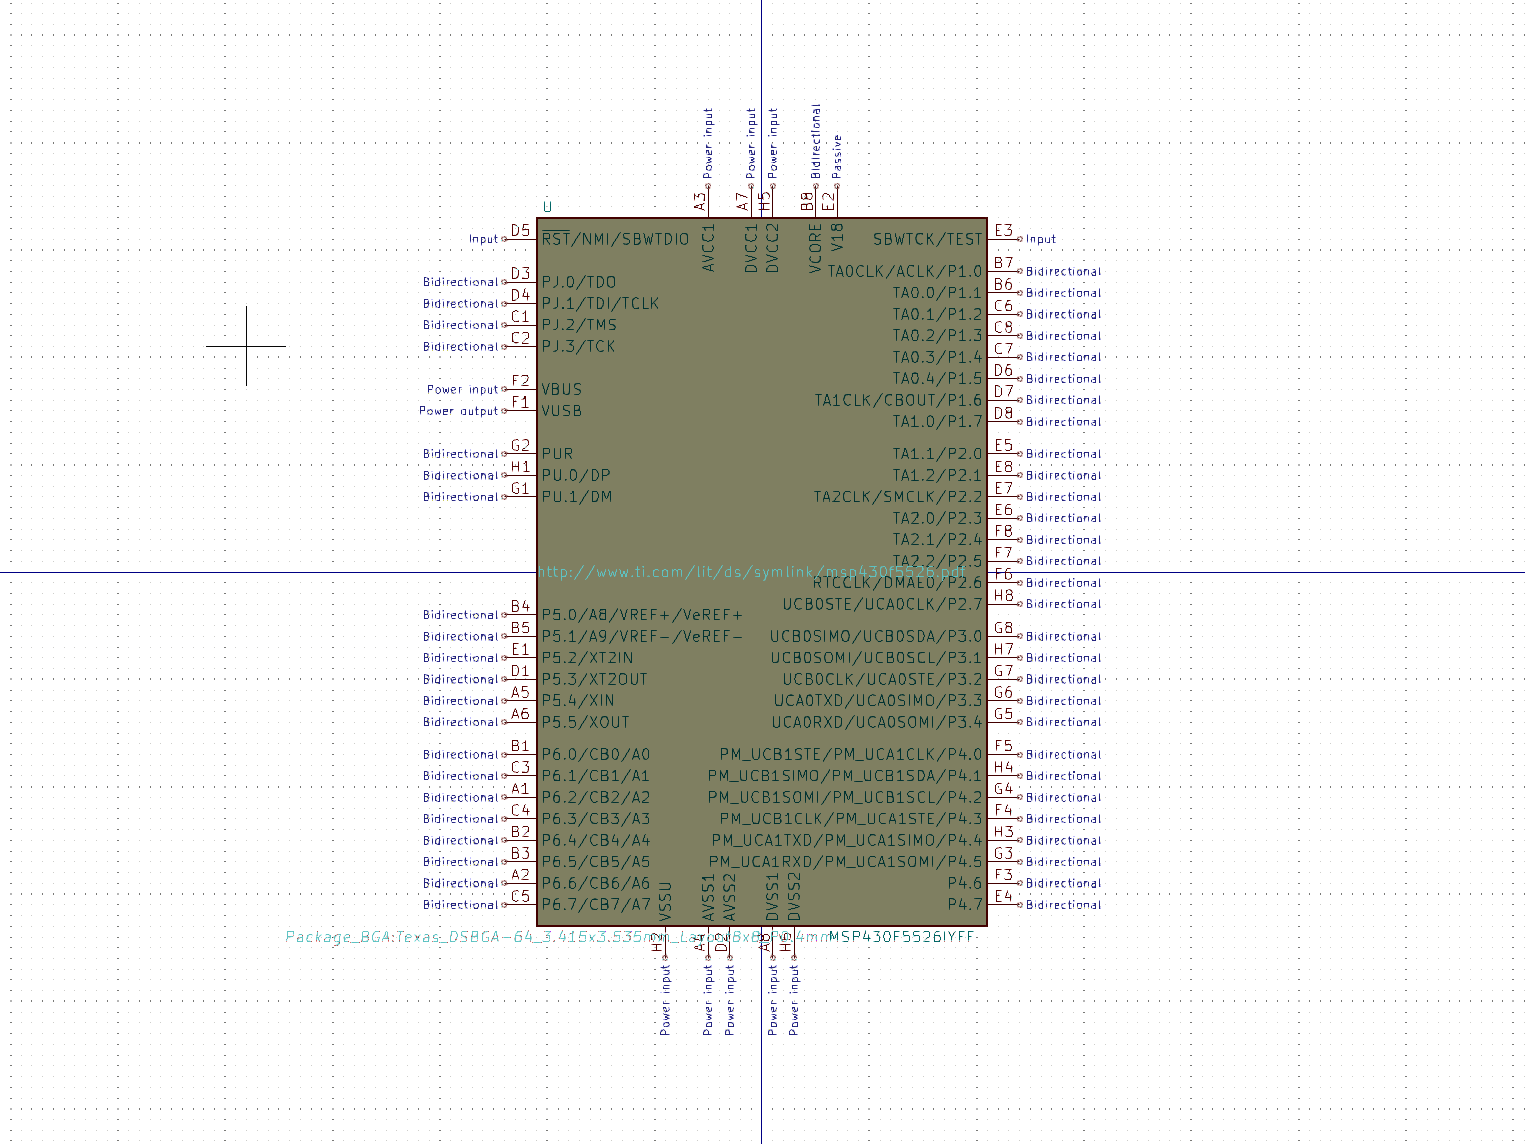 Power input
Power input
Power input
Bidirectional
Passive
A3
A7
H5
B8
E2
U
AVCC1
DVCC1
DVCC2
VCORE
V18
Input D5 RST/NMI/SBWTDIO
Bidirectional D3 PJ.0/TDO
Bidirectional D4 PJ.1/TDI/TCLK
Bidirectional C1 PJ.2/TMS
Bidirectional C2 PJ.3/TCK
Power input F2 VBUS
Power output F1 VUSB
Bidirectional G2 PUR
Bidirectional H1 PU.0/DP
Bidirectional G1 PU.1/DM
Bidirectional B4 P5.0/A8/VREF+/VeREF+
Bidirectional B5 P5.1/A9/VREF-/VeREF-
Bidirectional E1 P5.2/XT2IN
Bidirectional D1 P5.3/XT2OUT
Bidirectional A5 P5.4/XIN
Bidirectional A6 P5.5/XOUT
Bidirectional B1 P6.0/CB0/A0
Bidirectional C3 P6.1/CB1/A1
Bidirectional A1 P6.2/CB2/A2
Bidirectional C4 P6.3/CB3/A3
Bidirectional B2 P6.4/CB4/A4
Bidirectional B3 P6.5/CB5/A5
Bidirectional A2 P6.6/CB6/A6
Bidirectional C5 P6.7/CB7/A7
SBWTCK/TEST E3 Input
TA0CLK/ACLK/P1.0 B7 Bidirectional
TA0.0/P1.1 B6 Bidirectional
TA0.1/P1.2 C6 Bidirectional
TA0.2/P1.3 C8 Bidirectional
TA0.3/P1.4 C7 Bidirectional
TA0.4/P1.5 D6 Bidirectional
TA1CLK/CBOUT/P1.6 D7 Bidirectional
TA1.0/P1.7 D8 Bidirectional
TA1.1/P2.0 E5 Bidirectional
TA1.2/P2.1 E8 Bidirectional
TA2CLK/SMCLK/P2.2 E7 Bidirectional
TA2.0/P2.3 E6 Bidirectional
TA2.1/P2.4 F8 Bidirectional
TA2.2/P2.5 F7 Bidirectional
http://www.ti.com/lit/ds/symlink/msp430f5526.pdf
RTCCLK/DMAE0/P2.6 F6 Bidirectional
UCB0STE/UCA0CLK/P2.7 H8 Bidirectional
UCB0SIMO/UCB0SDA/P3.0 G8 Bidirectional
UCB0SOMI/UCB0SCL/P3.1 H7 Bidirectional
UCB0CLK/UCA0STE/P3.2 G7 Bidirectional
UCA0TXD/UCA0SIMO/P3.3 G6 Bidirectional
UCA0RXD/UCA0SOMI/P3.4 G5 Bidirectional
PM_UCB1STE/PM_UCA1CLK/P4.0 F5 Bidirectional
PM_UCB1SIMO/PM_UCB1SDA/P4.1 H4 Bidirectional
PM_UCB1SOMI/PM_UCB1SCL/P4.2 G4 Bidirectional
PM_UCB1CLK/PM_UCA1STE/P4.3 F4 Bidirectional
PM_UCA1TXD/PM_UCA1SIMO/P4.4 H3 Bidirectional
PM_UCA1RXD/PM_UCA1SOMI/P4.5 G3 Bidirectional
P4.6 F3 Bidirectional
P4.7 E4 Bidirectional
VSSU
AVSS1
AVSS2
DVSS1
DVSS2
Package_BGA:Texas_DSBGA-64_3.415x3.535mm_Layout8x8_P0.4mm
MSP430F5526IYFF
H2
A4
D2
A8
H6
Power input
Power input
Power input
Power input
Power input